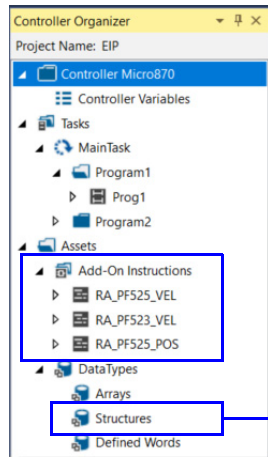 Controller Organizer
Project Name: EIP
Controller Micro870
Controller Variables
Tasks
MainTask
Program1
Prog1
Program2
Assets
Add-On Instructions
RA_PF525_VEL
RA_PF523_VEL
RA_PF525_POS
DataTypes
Arrays
Structures
Defined Words